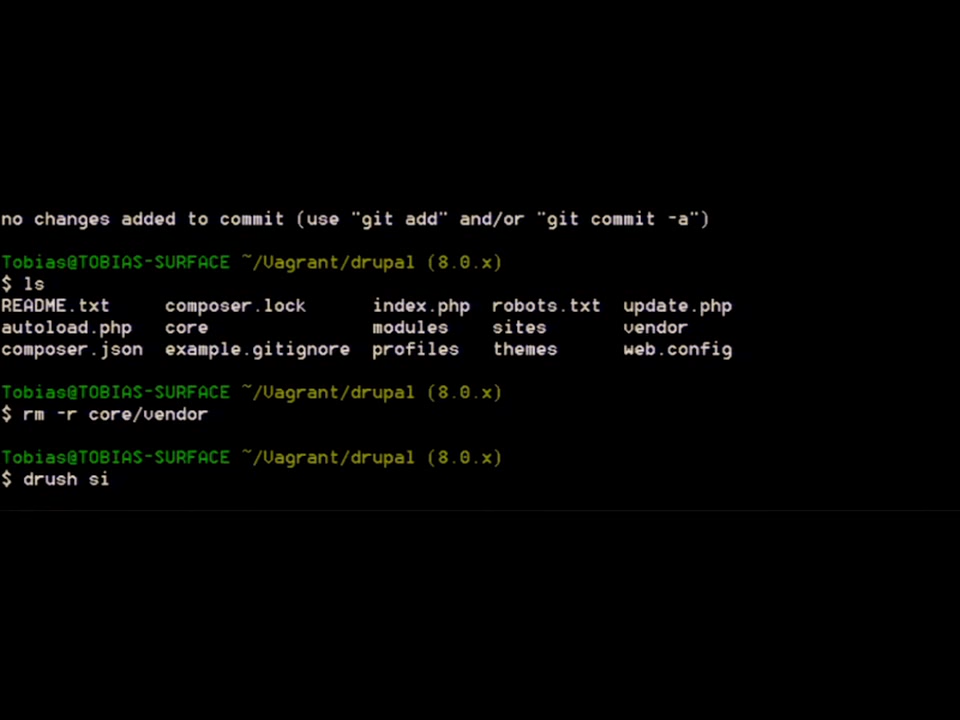 no changes added to commit (use "git add" and/or "git commit -a")
Tobias@TOBIAS-SURFACE ~/Vagrant/drupal (8.0.x)
$ ls
README.txt composer.lock index.php robots.txt update.php
autoload.php core modules sites vendor
composer.json example.gitignore profiles themes web.config
Tobias@TOBIAS-SURFACE ~/Vagrant/drupal (8.0.x)
$ rm -r core/vendor
Tobias@TOBIAS-SURFACE ~/Vagrant/drupal (8.0.x)
$ drush si